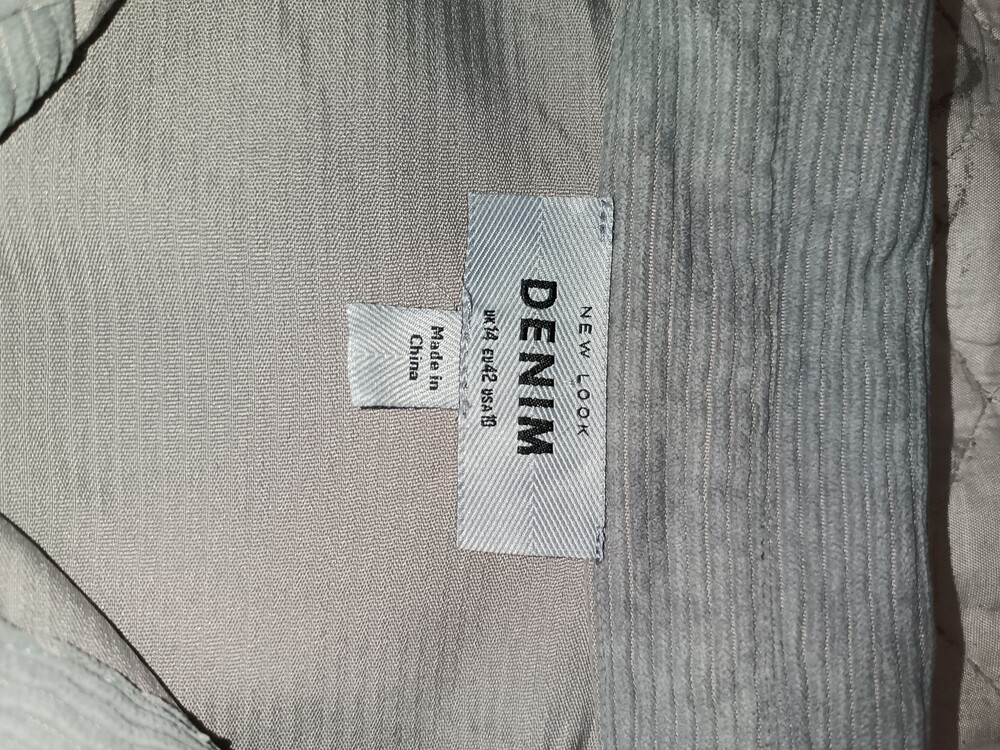 NEW LOOK
DENIM
UK 14 EU 42 USA 10
Made in
China